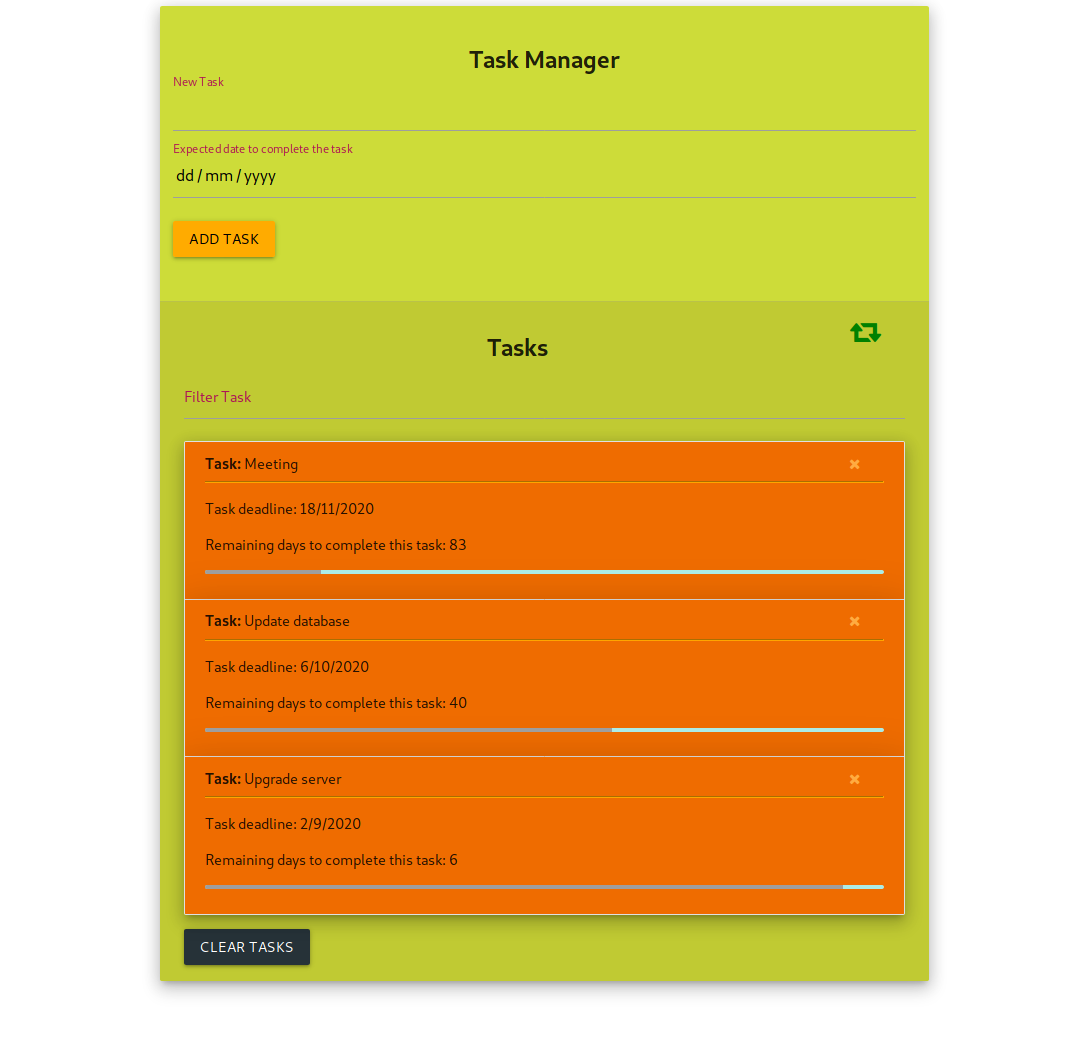 Task Manager
New Task
Expected date to complete the task
dd / mm / yyyy
ADD TASK
Tasks
Filter Task
Task: Meeting
Task deadline: 18/11/2020
Remaining days to complete this task: 83
Task: Update database
Task deadline: 6/10/2020
Remaining days to complete this task: 40
Task: Upgrade server
Task deadline: 2/9/2020
Remaining days to complete this task: 6
CLEAR TASKS